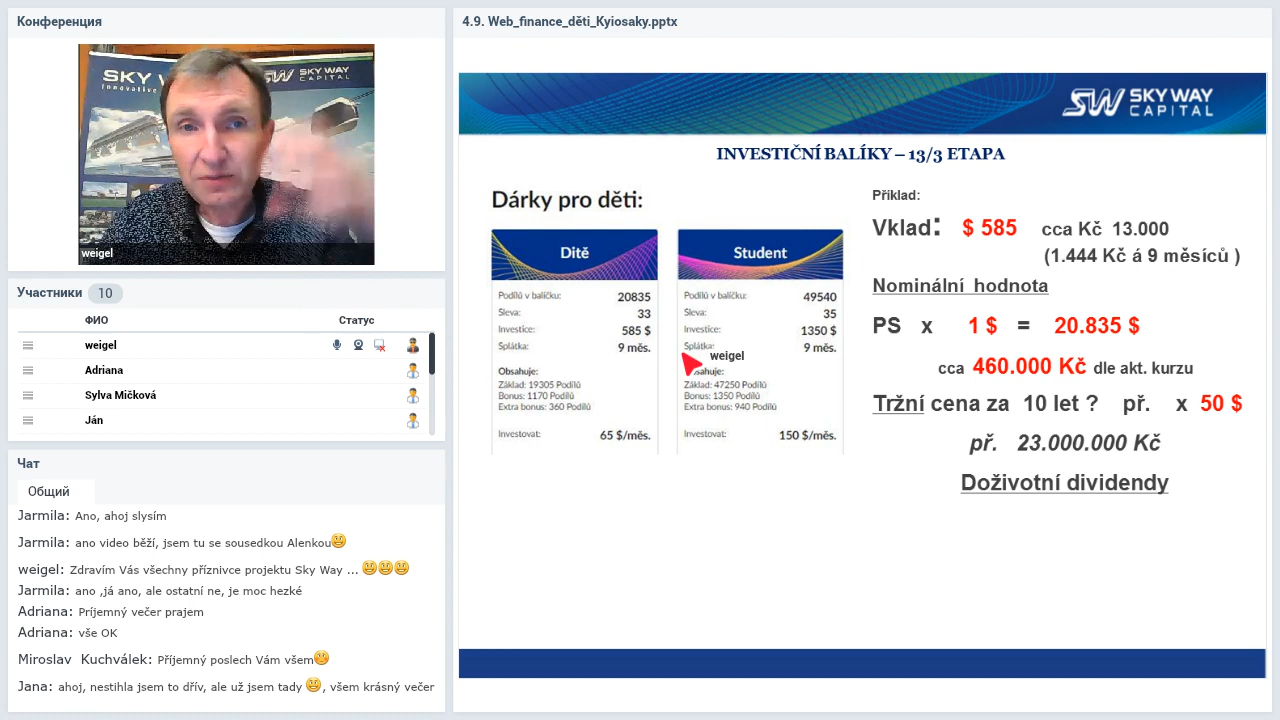 Конференция
SKY W
Innovative
SW SKY WAY
CAPITAL
weigel
Участники 10
ФИО Статус
weigel
Adriana
Sylva Mičková
Ján
Чат
Общий
Jarmila: Ano, ahoj slysím
Jarmila: ano video běží, jsem tu se sousedkou Alenkou
weigel: Zdravím Vás všechny příznivce projektu Sky Way ...
Jarmila: ano ,já ano, ale ostatní ne, je moc hezké
Adriana: Príjemný večer prajem
Adriana: vše OK
Miroslav Kuchválek: Příjemný poslech Vám všem
Jana: ahoj, nestihla jsem to dřív, ale už jsem tady , všem krásný večer
4.9. Web_finance_děti_Kyiosaky.pptx
SW SKY WAY
CAPITAL
INVESTIČNÍ BALÍKY – 13/3 ETAPA
Dárky pro děti:
Ditě
Podílů v balíčku: 20835
Sleva: 33
Investice: 585 $
Splátka: 9 měs.
Obsahuje:
Základ: 19305 Podílů
Bonus: 1170 Podílů
Extra bonus: 360 Podílů
Investovat: 65 $/měs.
Student
Podílů v balíčku: 49540
Sleva: 35
Investice: 1350 $
Splátka: 9 měs.
weigel
Základ: 47250 Podílů
Bonus: 1350 Podílů
Extra bonus: 940 Podílů
Investovat: 150 $/měs.
Příklad:
Vklad: $ 585 cca Kč 13.000
(1.444 Kč á 9 měsíců )
Nominální hodnota
PS x 1 $ = 20.835 $
cca 460.000 Kč dle akt. kurzu
Tržní cena za 10 let ? př. x 50 $
př. 23.000.000 Kč
Doživotní dividendy